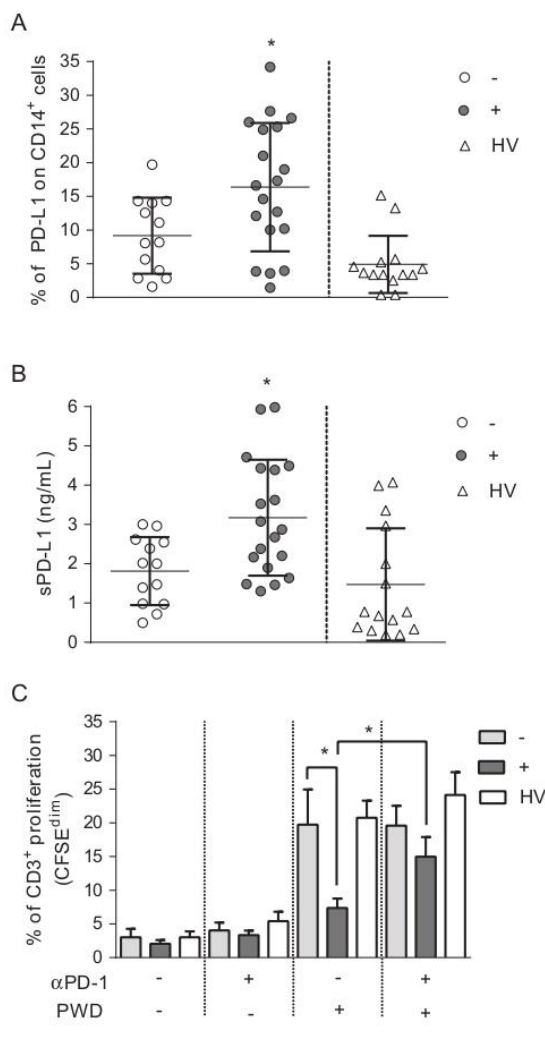 A
% of PD-L1 on CD14⁺ cells
35
30
25
20
15
10
5
0
*
-
+
HV
B
sPD-L1 (ng/mL)
6
5
4
3
2
1
0
*
-
+
HV
C
% of CD3⁺ proliferation
(CFSEᵈⁱᵐ)
35
30
25
20
15
10
5
0
* *
-
+
HV
αPD-1 - + - +
PWD - - + +